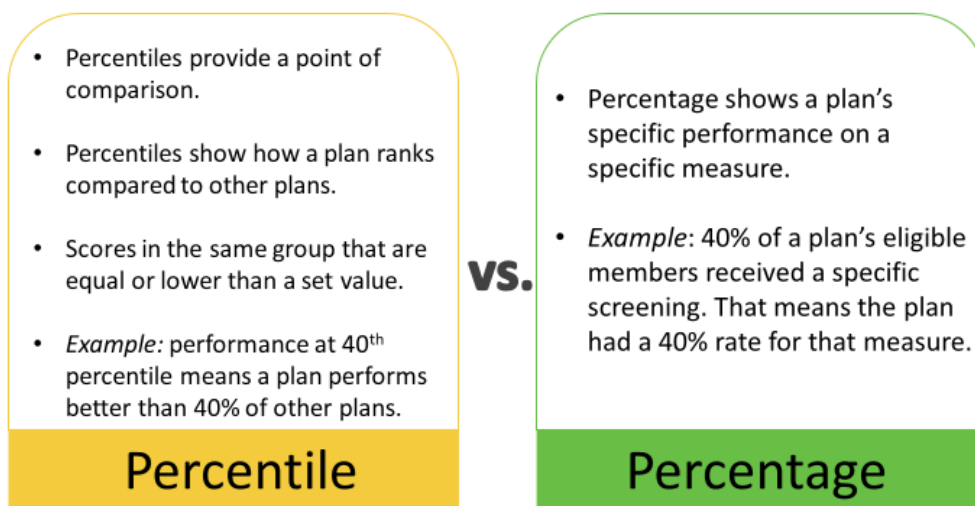 • Percentiles provide a point of
comparison.
• Percentiles show how a plan ranks
compared to other plans.
• Scores in the same group that are
equal or lower than a set value.
• Example: performance at 40th
percentile means a plan performs
better than 40% of other plans.
Percentile
vs.
• Percentage shows a plan’s
specific performance on a
specific measure.
• Example: 40% of a plan’s eligible
members received a specific
screening. That means the plan
had a 40% rate for that measure.
Percentage